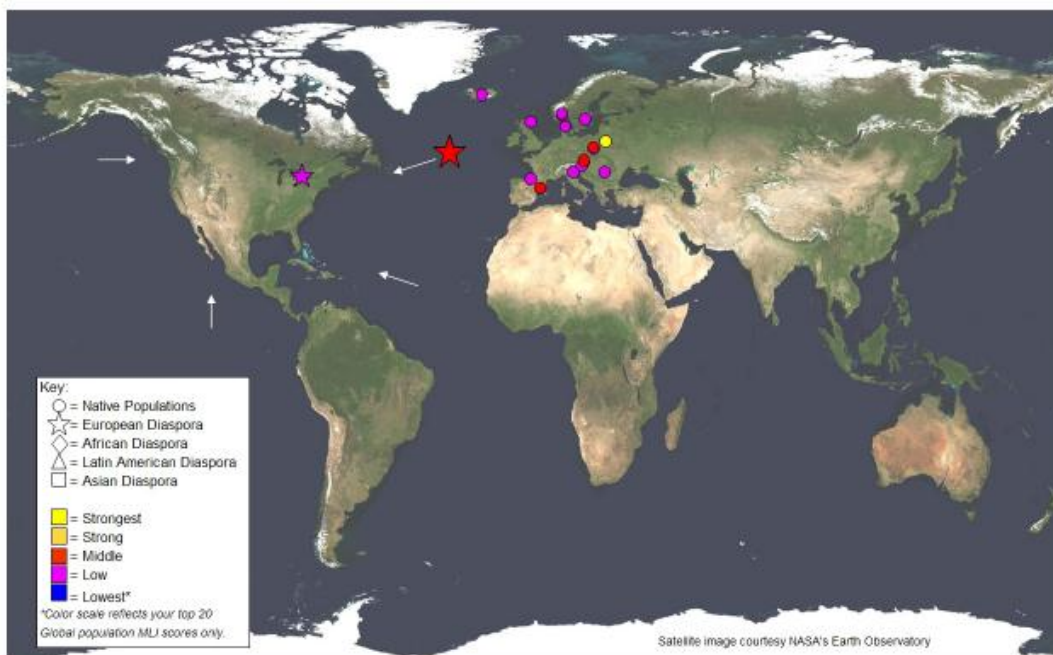 Key:
= Native Populations
= European Diaspora
= African Diaspora
= Latin American Diaspora
= Asian Diaspora
= Strongest
= Strong
= Middle
= Low
= Lowest*
*Color scale reflects your top 20
Global population MLI scores only.
Satellite image courtesy NASA's Earth Observatory